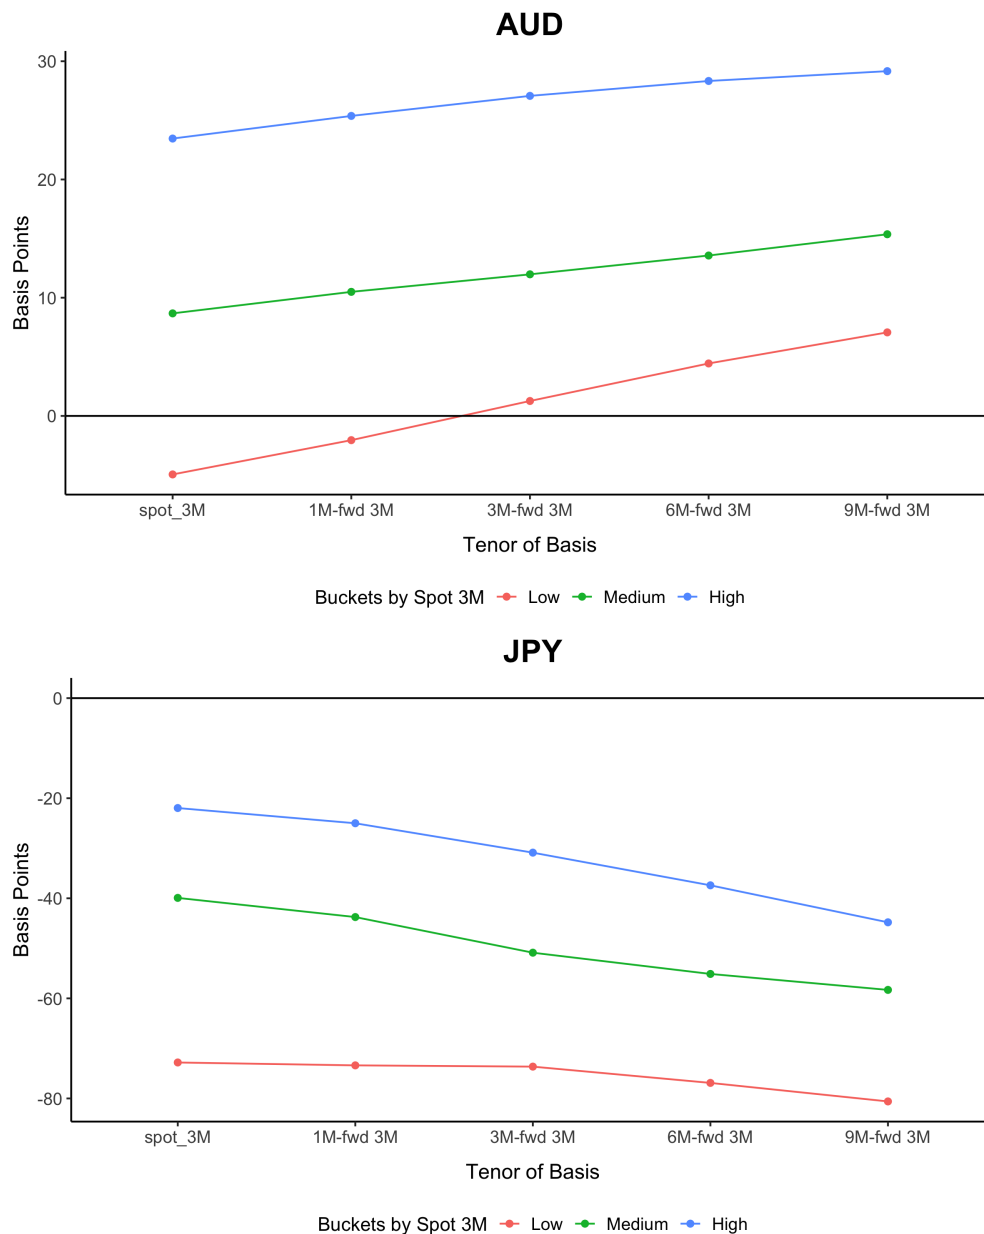 AUD
30
20
10
0
Basis Points
spot_3M 1M-fwd 3M 3M-fwd 3M 6M-fwd 3M 9M-fwd 3M
Tenor of Basis
Buckets by Spot 3M Low Medium High
JPY
0
-20
-40
-60
-80
Basis Points
spot_3M 1M-fwd 3M 3M-fwd 3M 6M-fwd 3M 9M-fwd 3M
Tenor of Basis
Buckets by Spot 3M Low Medium High